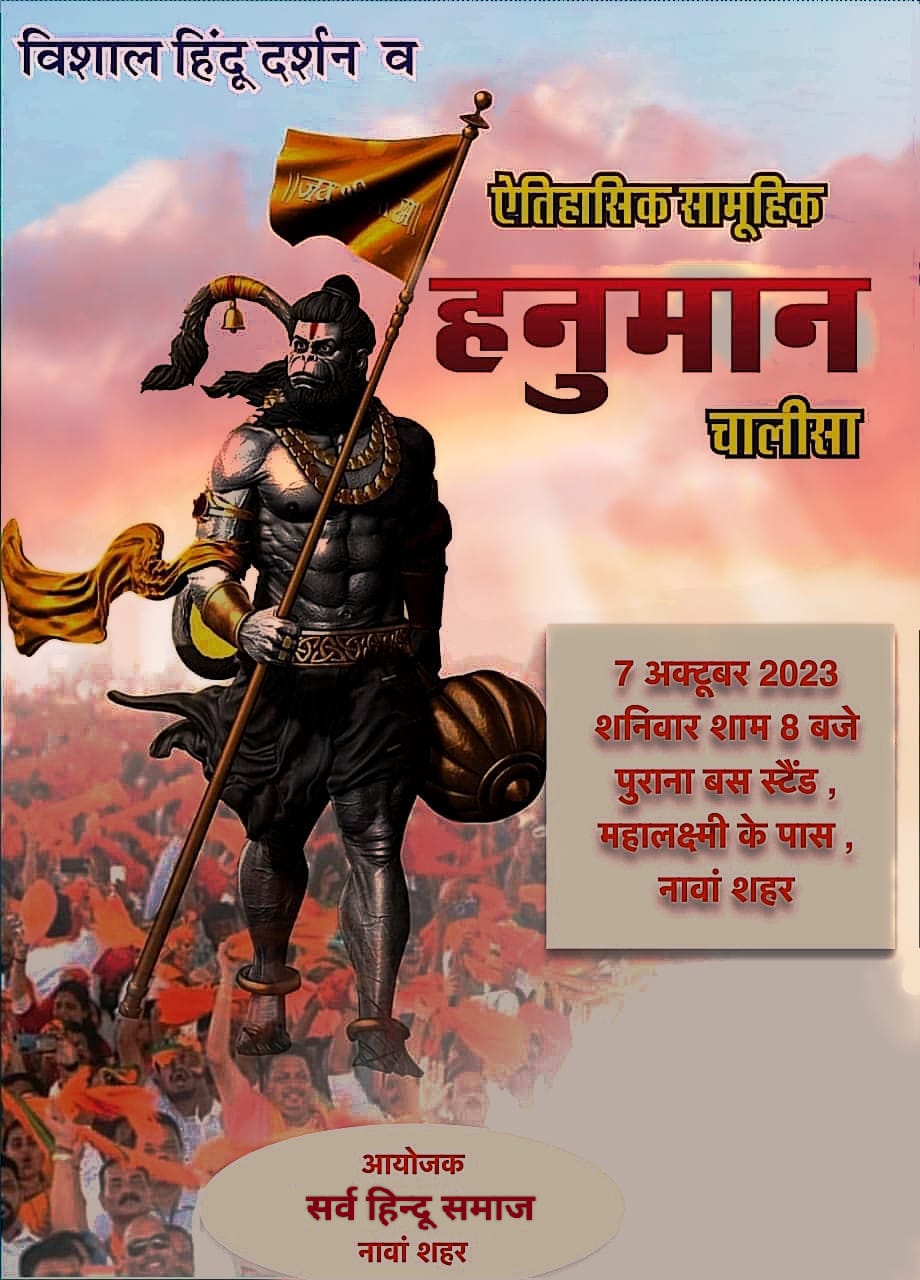 विशाल हिंदू दर्शन व
ऐतिहासिक सामूहिक
हनुमान
चालीसा
7 अक्टूबर 2023
शनिवार शाम 8 बजे
पुराना बस स्टैंड ,
महालक्ष्मी के पास ,
नावां शहर
आयोजक
सर्व हिन्दू समाज
नावां शहर